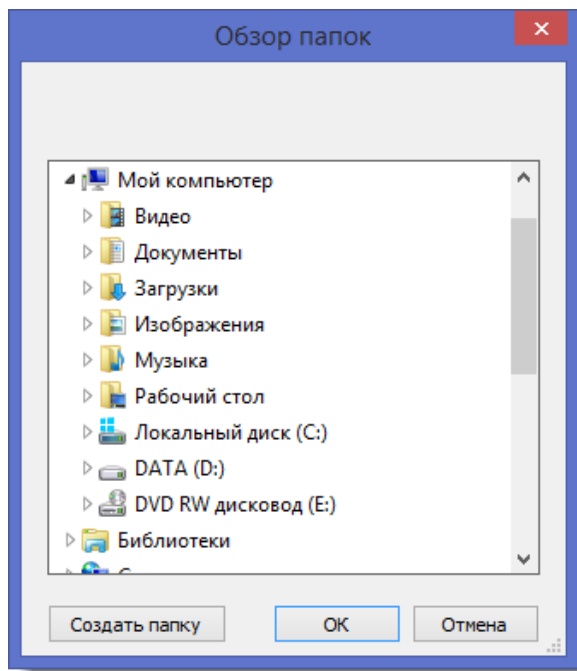 Обзор папок
Мой компьютер
Видео
Документы
Загрузки
Изображения
Музыка
Рабочий стол
Локальный диск (C:)
DATA (D:)
DVD RW дисковод (E:)
Библиотеки
Создать папку
ОК
Отмена